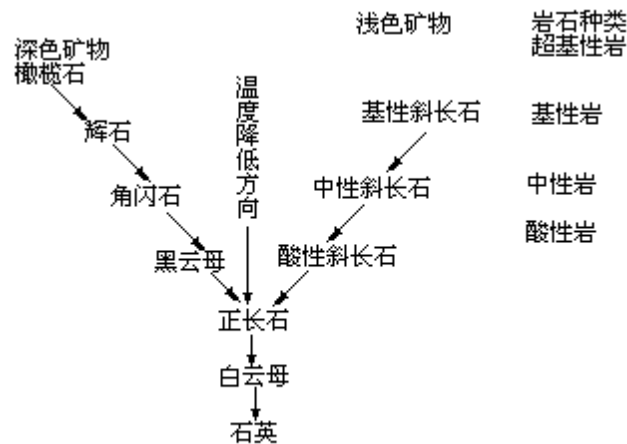 浅色矿物
岩石种类
超基性岩
深色矿物
橄榄石
温度降低方向
基性斜长石
基性岩
辉石
角闪石
中性斜长石
中性岩
酸性岩
黑云母
酸性斜长石
正长石
白云母
石英